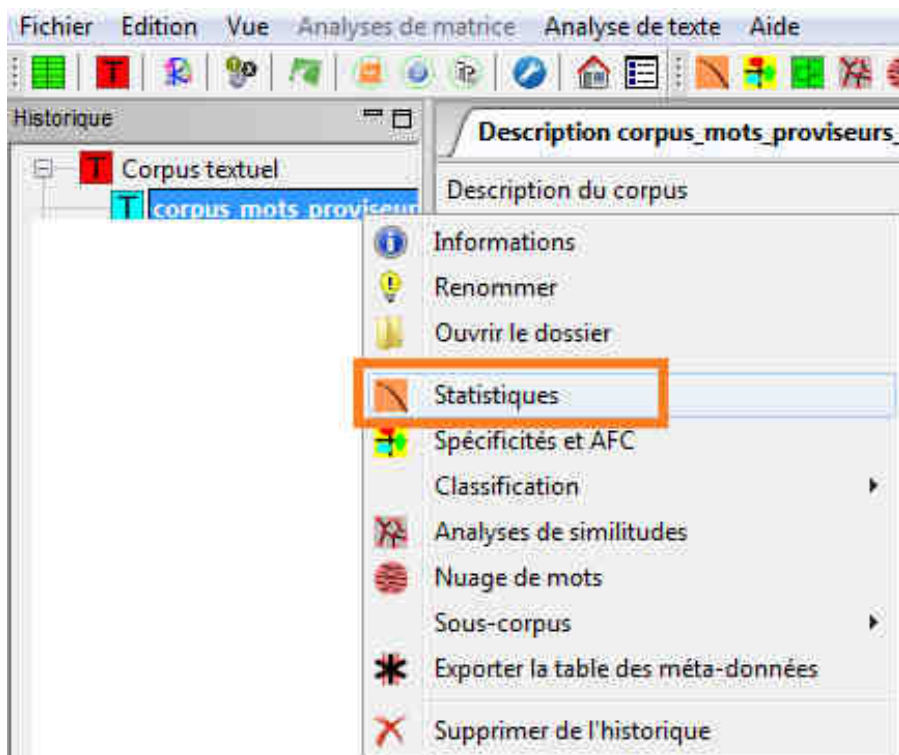 Fichier Edition Vue Analyses de matrice Analyse de texte Aide
Historique
Description corpus_mots_proviseurs_
Corpus textuel
Description du corpus
corpus_mots_proviseur
Informations
Renommer
Ouvrir le dossier
Statistiques
Spécificités et AFC
Classification
Analyses de similitudes
Nuage de mots
Sous-corpus
Exporter la table des méta-données
Supprimer de l'historique